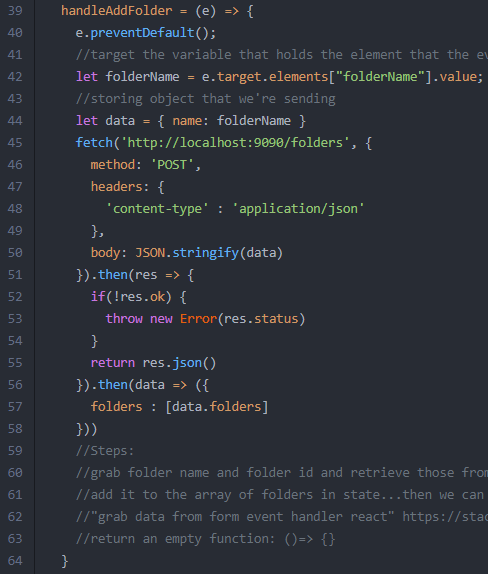 39 handleAddFolder = (e) => {
40 e.preventDefault();
41 //target the variable that holds the element that the ev
42 let folderName = e.target.elements["folderName"].value;
43 //storing object that we're sending
44 let data = { name: folderName }
45 fetch('http://localhost:9090/folders', {
46 method: 'POST',
47 headers: {
48 'content-type' : 'application/json'
49 },
50 body: JSON.stringify(data)
51 }).then(res => {
52 if(!res.ok) {
53 throw new Error(res.status)
54 }
55 return res.json()
56 }).then(data => ({
57 folders : [data.folders]
58 }))
59 //Steps:
60 //grab folder name and folder id and retrieve those from
61 //add it to the array of folders in state...then we can
62 //"grab data from form event handler react" https://stac
63 //return an empty function: ()=> {}
64 }